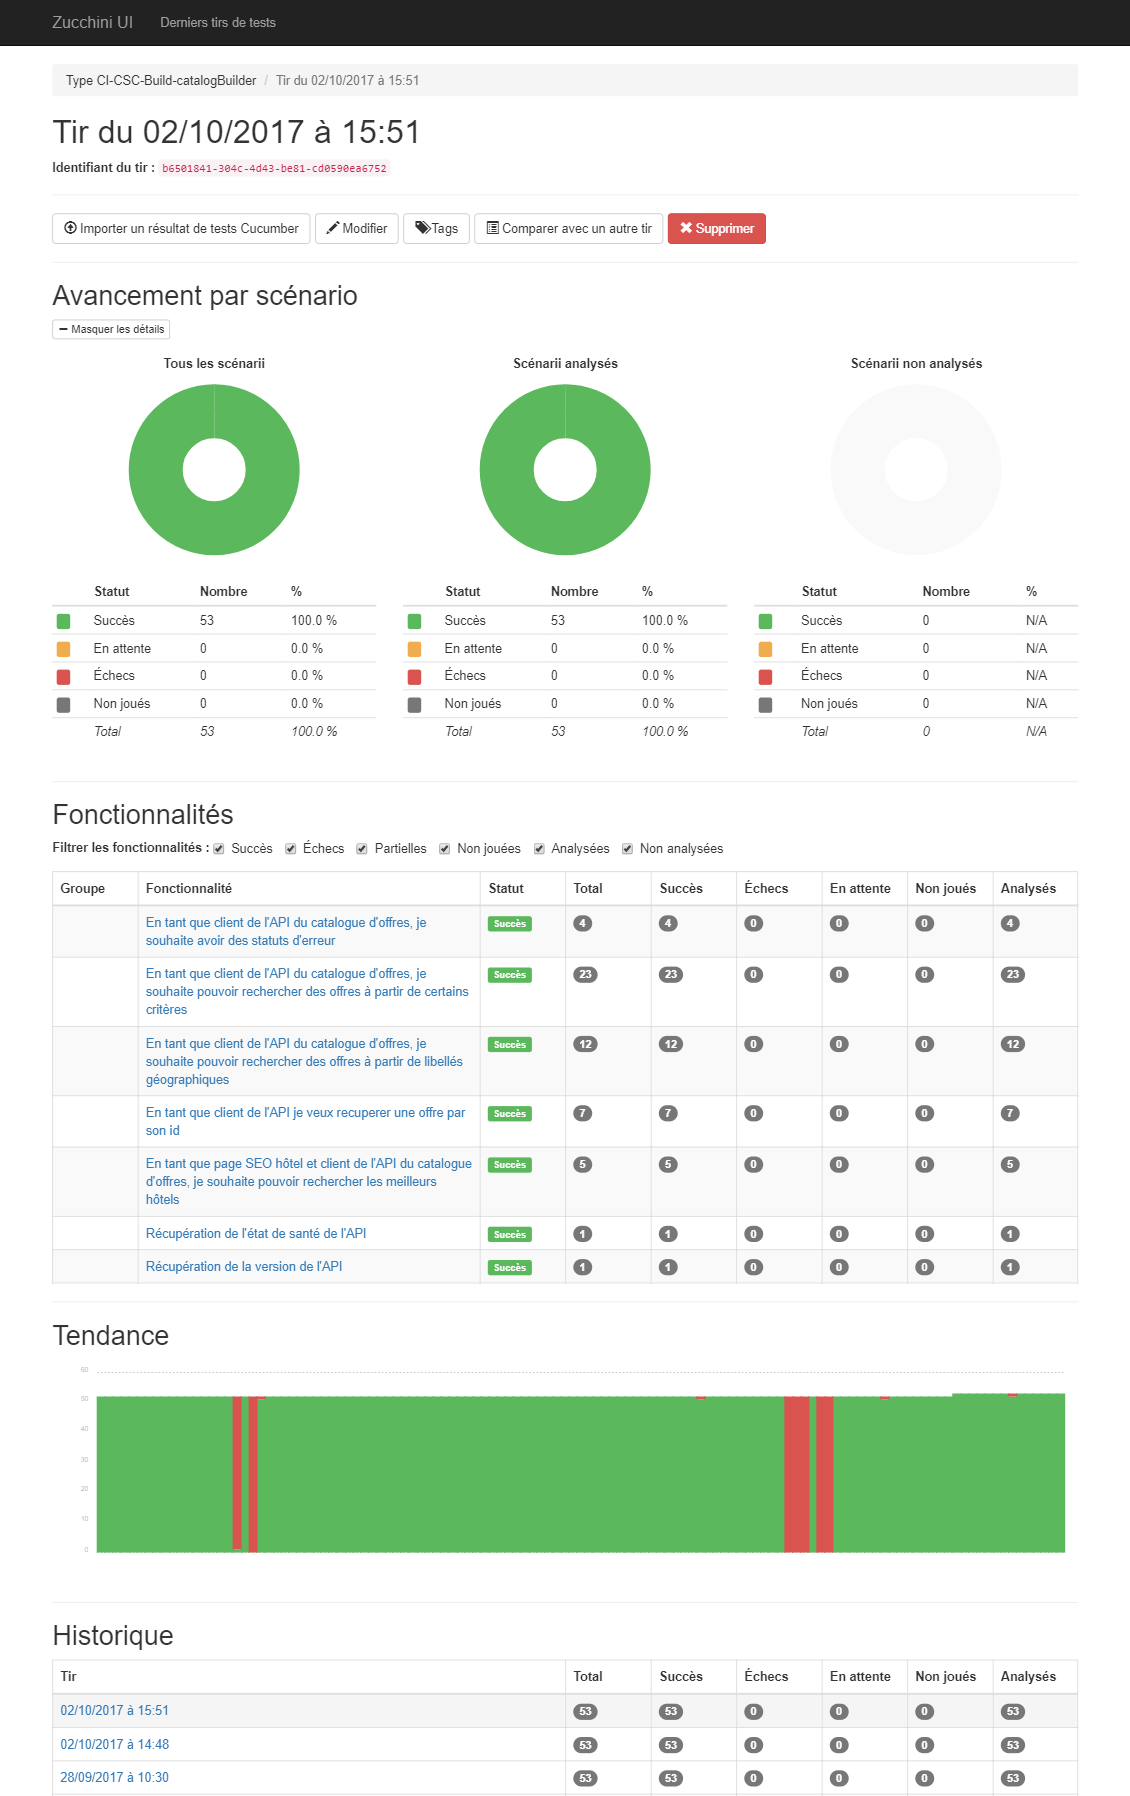 Zucchini UI Derniers tirs de tests
Type CI-CSC-Build-catalogBuilder / Tir du 02/10/2017 à 15:51
Tir du 02/10/2017 à 15:51
Identifiant du tir : b6501841-304c-4d43-be81-cd0590ea6752
Importer un résultat de tests Cucumber Modifier Tags Comparer avec un autre tir Supprimer
Avancement par scénario
Masquer les détails
Tous les scénarii Scénarii analysés Scénarii non analysés
Statut Nombre % Statut Nombre % Statut Nombre %
Succès 53 100.0 % Succès 53 100.0 % Succès 0 N/A
En attente 0 0.0 % En attente 0 0.0 % En attente 0 N/A
Échecs 0 0.0 % Échecs 0 0.0 % Échecs 0 N/A
Non joués 0 0.0 % Non joués 0 0.0 % Non joués 0 N/A
Total 53 100.0 % Total 53 100.0 % Total 0 N/A
Fonctionnalités
Filtrer les fonctionnalités : Succès Échecs Partielles Non jouées Analysées Non analysées
Groupe Fonctionnalité Statut Total Succès Échecs En attente Non joués Analysés
En tant que client de l'API du catalogue d'offres, je Succès 4 4 0 0 0 4
souhaite avoir des statuts d'erreur
En tant que client de l'API du catalogue d'offres, je Succès 23 23 0 0 0 23
souhaite pouvoir rechercher des offres à partir de certains
critères
En tant que client de l'API du catalogue d'offres, je Succès 12 12 0 0 0 12
souhaite pouvoir rechercher des offres à partir de libellés
géographiques
En tant que client de l'API je veux recuperer une offre par Succès 7 7 0 0 0 7
son id
En tant que page SEO hôtel et client de l'API du catalogue Succès 5 5 0 0 0 5
d'offres, je souhaite pouvoir rechercher les meilleurs
hôtels
Récupération de l'état de santé de l'API Succès 1 1 0 0 0 1
Récupération de la version de l'API Succès 1 1 0 0 0 1
Tendance
60
50
40
30
20
10
0
Historique
Tir Total Succès Échecs En attente Non joués Analysés
02/10/2017 à 15:51 53 53 0 0 0 53
02/10/2017 à 14:48 53 53 0 0 0 53
28/09/2017 à 10:30 53 53 0 0 0 53